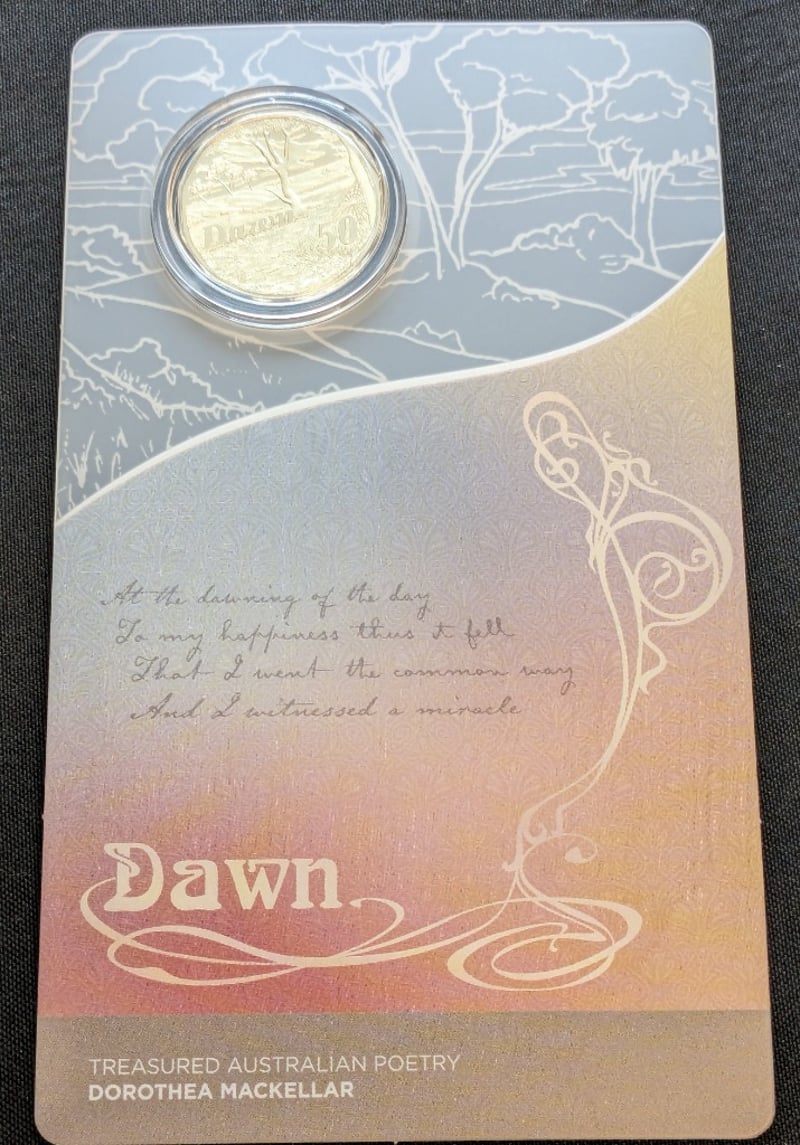 Dawn
50
At the dawning of the day
To my happiness thus it fell
That I went the common way
And I witnessed a miracle
Dawn
TREASURED AUSTRALIAN POETRY
DOROTHEA MACKELLAR